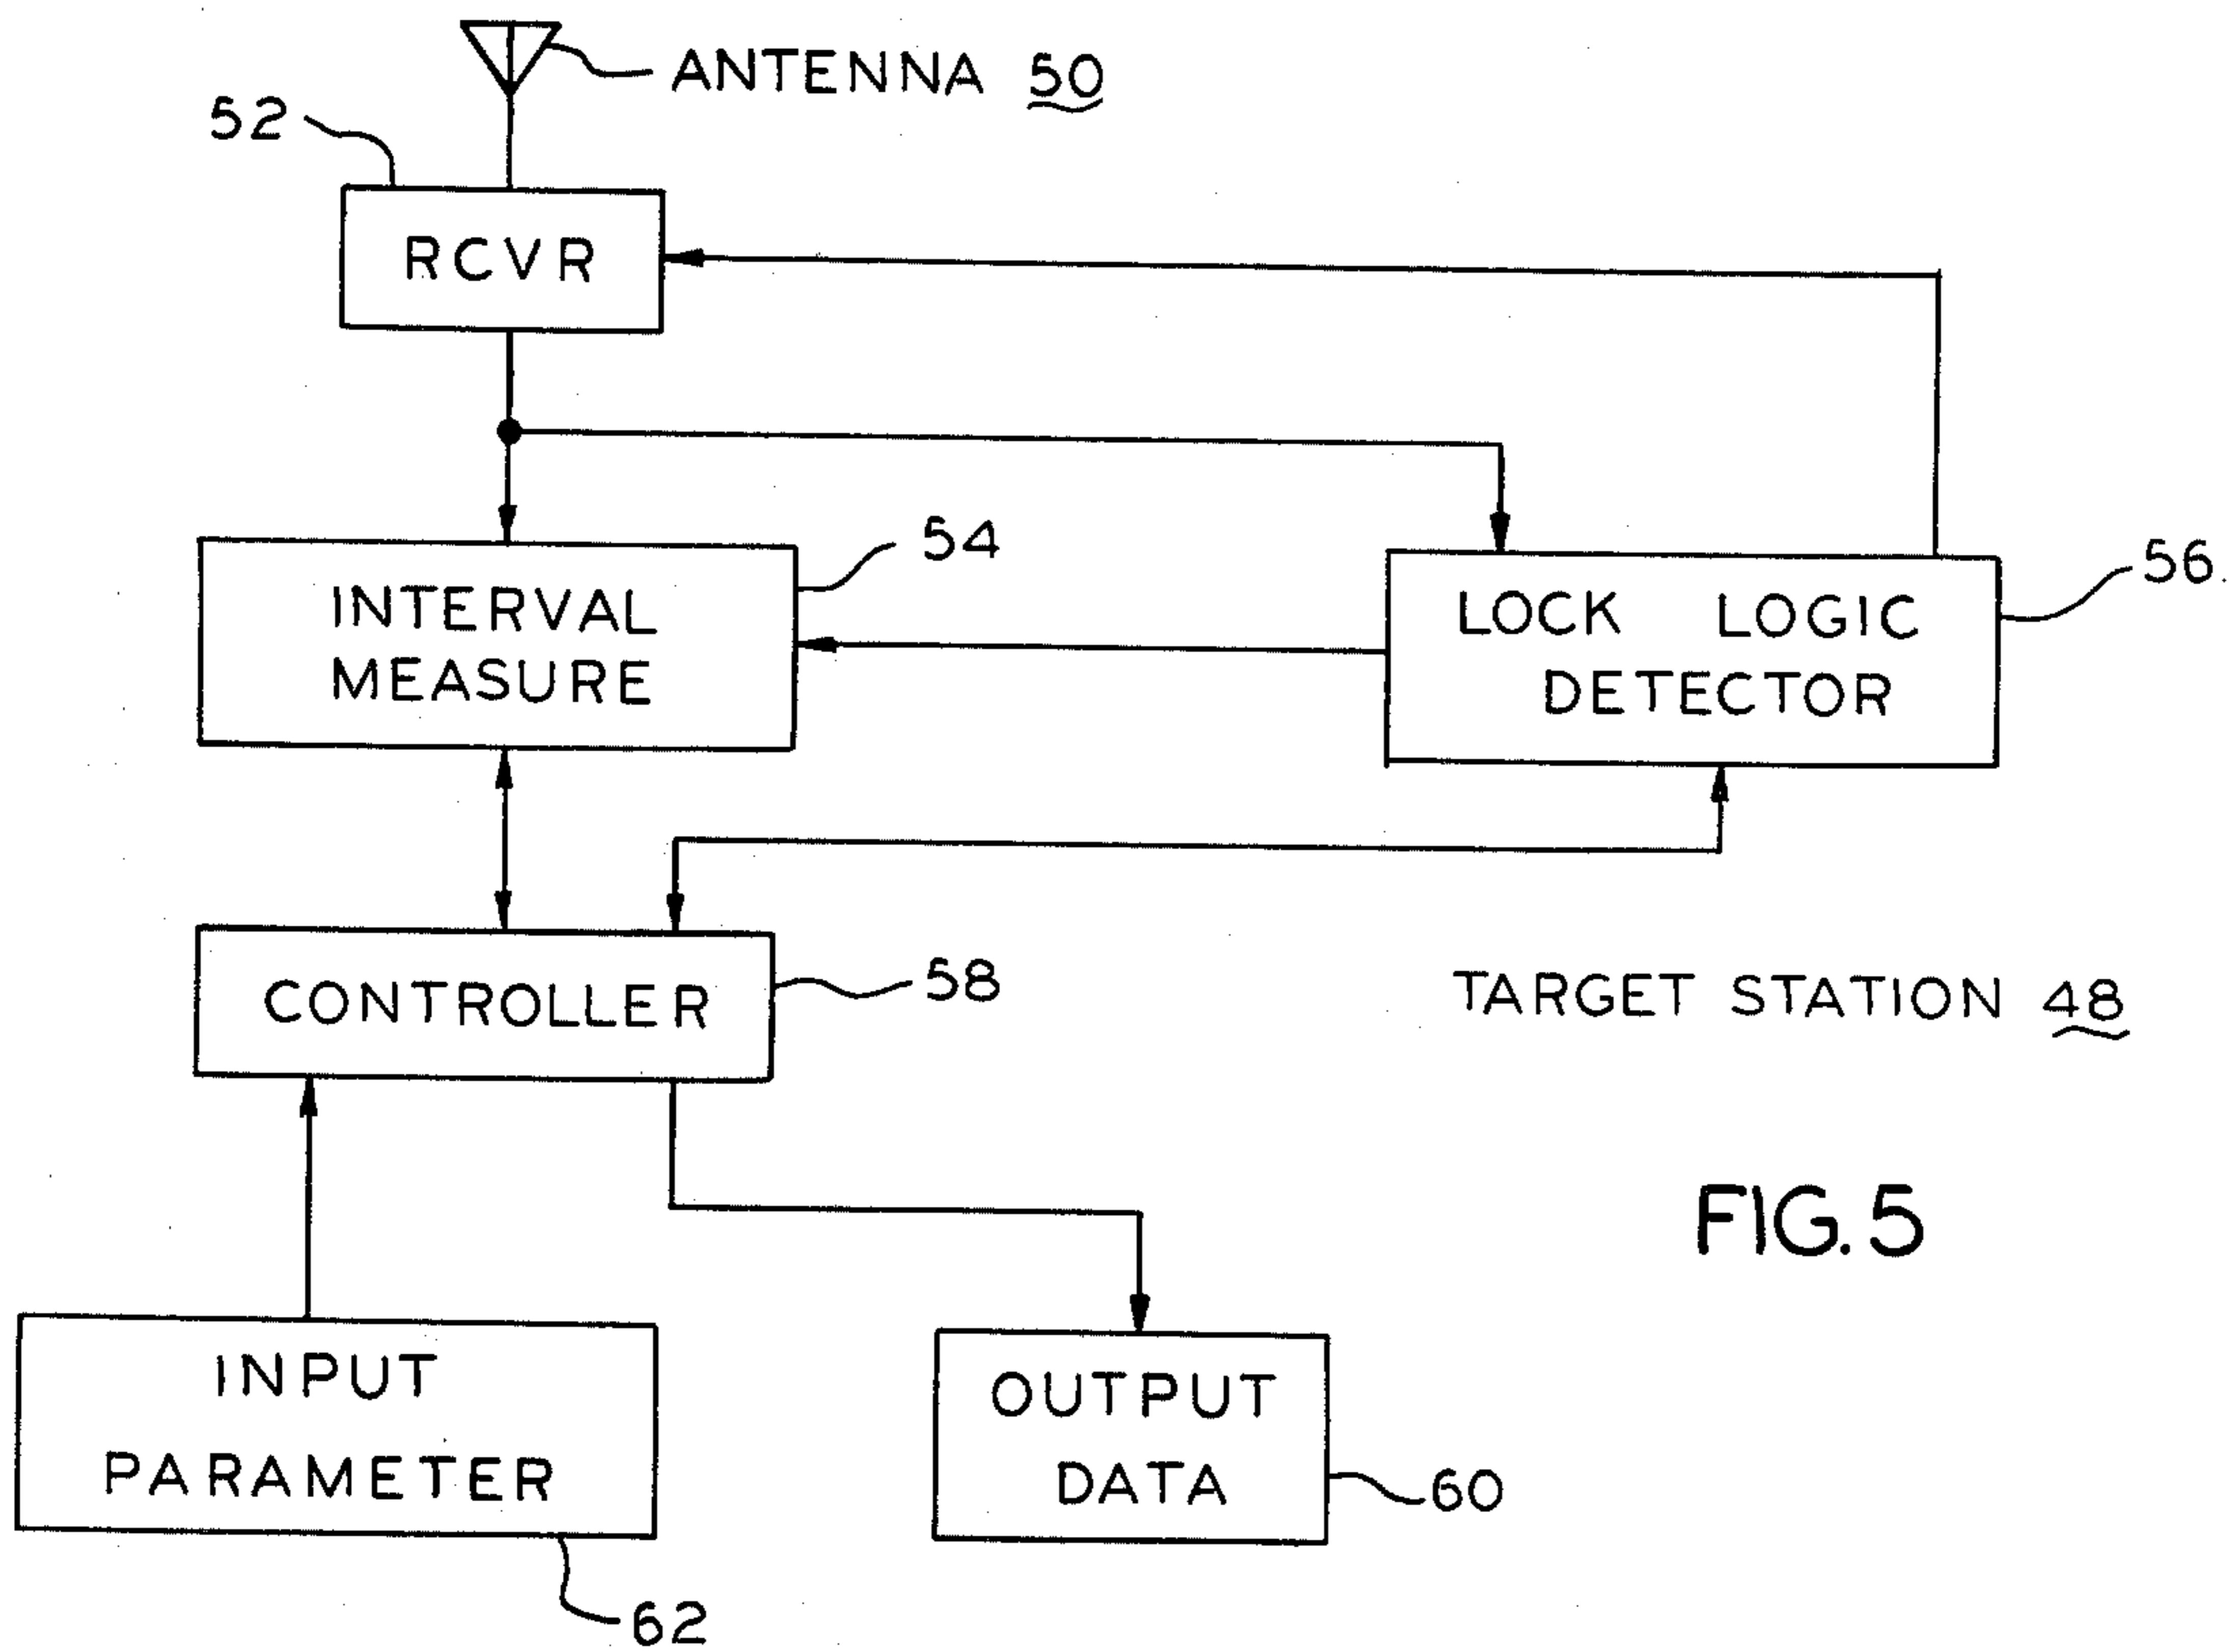 ANTENNA 50
52
RCVR
54
INTERVAL
MEASURE
56
LOCK LOGIC
DETECTOR
CONTROLLER
58
TARGET STATION 48
FIG. 5
INPUT
PARAMETER
OUTPUT
DATA
60
62